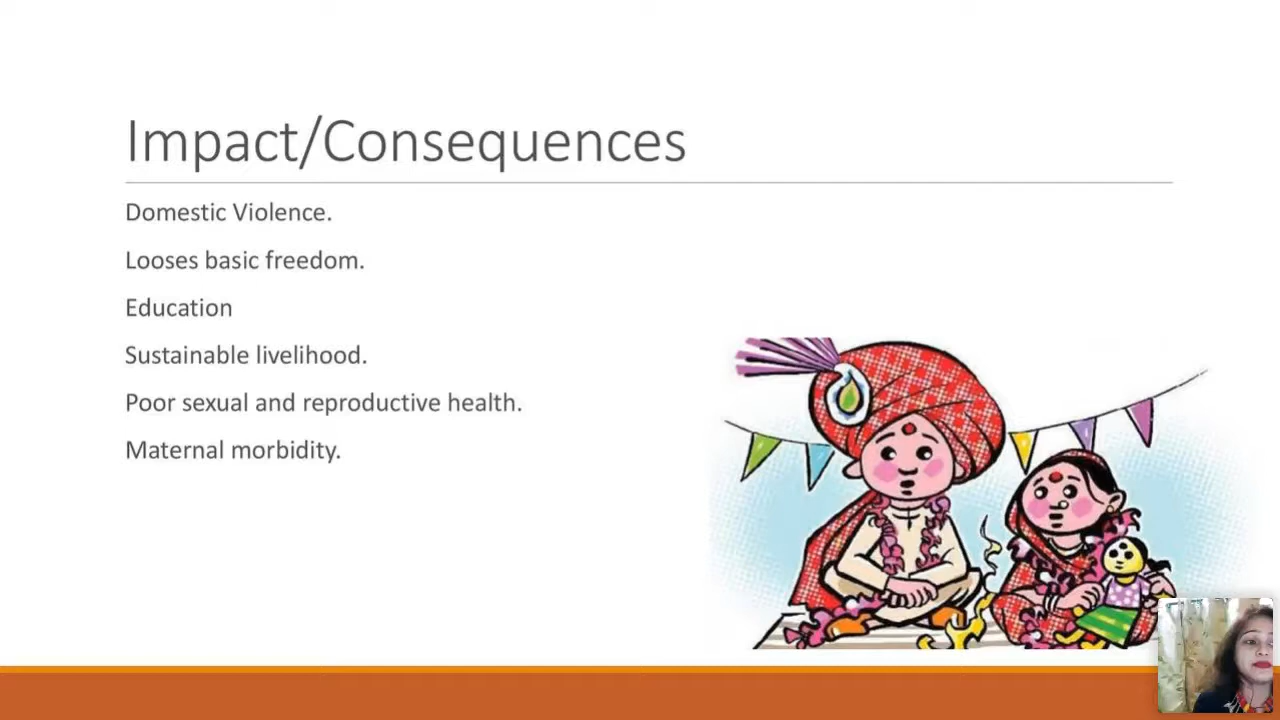 Impact/Consequences
Domestic Violence.
Looses basic freedom.
Education
Sustainable livelihood.
Poor sexual and reproductive health.
Maternal morbidity.